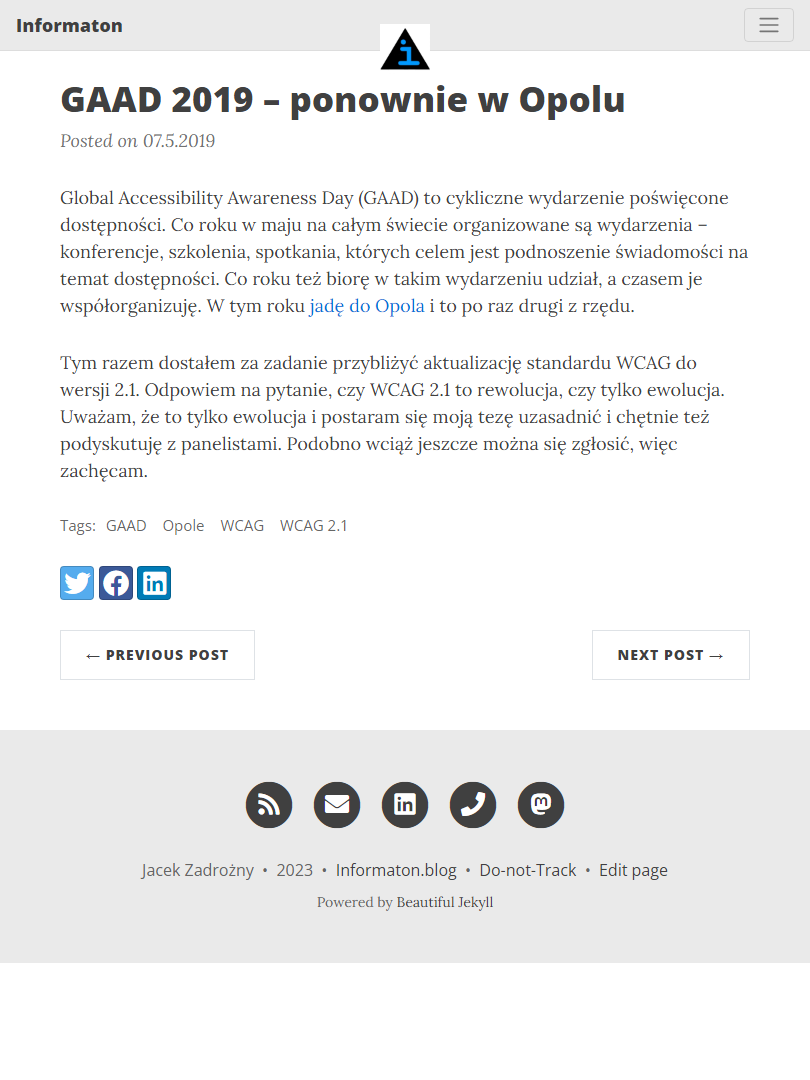 Informaton
i
GAAD 2019 – ponownie w Opolu
Posted on 07.5.2019
Global Accessibility Awareness Day (GAAD) to cykliczne wydarzenie poświęcone
dostępności. Co roku w maju na całym świecie organizowane są wydarzenia –
konferencje, szkolenia, spotkania, których celem jest podnoszenie świadomości na
temat dostępności. Co roku też biorę w takim wydarzeniu udział, a czasem je
współorganizuję. W tym roku jadę do Opola i to po raz drugi z rzędu.
Tym razem dostałem za zadanie przybliżyć aktualizację standardu WCAG do
wersji 2.1. Odpowiem na pytanie, czy WCAG 2.1 to rewolucja, czy tylko ewolucja.
Uważam, że to tylko ewolucja i postaram się moją tezę uzasadnić i chętnie też
podyskutuję z panelistami. Podobno wciąż jeszcze można się zgłosić, więc
zachęcam.
Tags: GAAD Opole WCAG WCAG 2.1
← PREVIOUS POST NEXT POST →
Jacek Zadrożny • 2023 • Informaton.blog • Do-not-Track • Edit page
Powered by Beautiful Jekyll